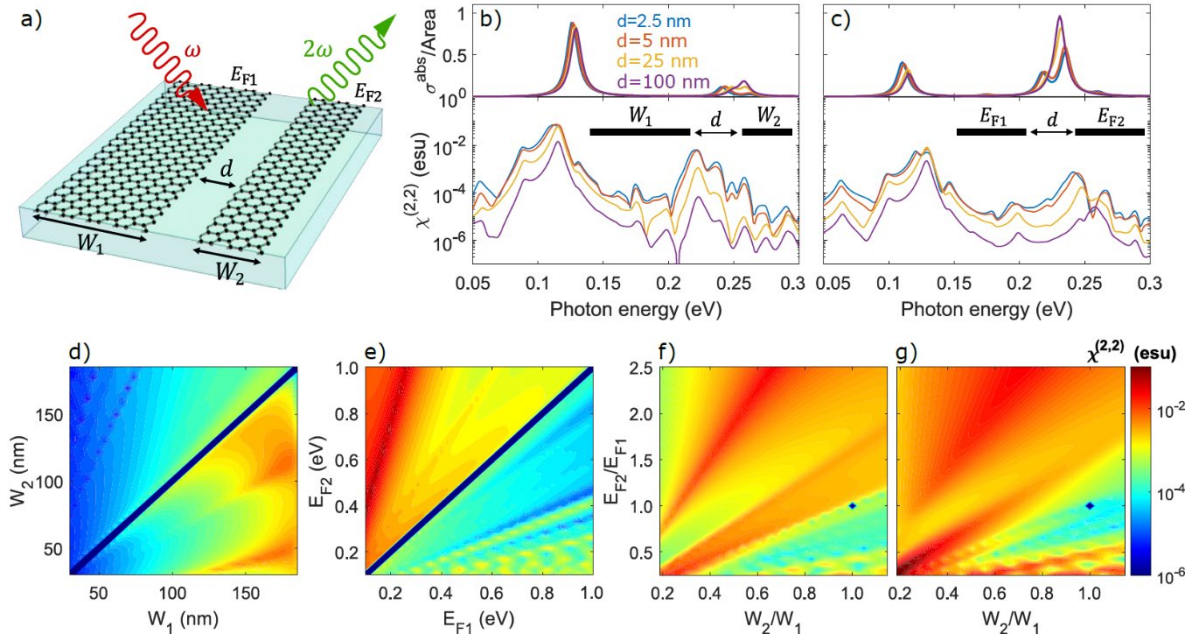 a)
ω
2ω
E_F1
E_F2
d
W_1
W_2
b)
d=2.5 nm
d=5 nm
d=25 nm
d=100 nm
σ^abs/Area
1
0.5
0
10^0
10^-2
10^-4
10^-6
χ^(2,2) (esu)
W_1
d
W_2
0.05 0.1 0.15 0.2 0.25 0.3
Photon energy (eV)
c)
E_F1
d
E_F2
0.05 0.1 0.15 0.2 0.25 0.3
Photon energy (eV)
d)
W_2 (nm)
150
100
50
50 100 150
W_1 (nm)
e)
E_F2 (eV)
1.0
0.8
0.6
0.4
0.2
0.2 0.4 0.6 0.8 1.0
E_F1 (eV)
f)
E_F2/E_F1
2.5
2.0
1.5
1.0
0.5
0.2 0.4 0.6 0.8 1.0
W_2/W_1
g)
0.2 0.4 0.6 0.8 1.0
W_2/W_1
χ^(2,2) (esu)
10^-2
10^-4
10^-6